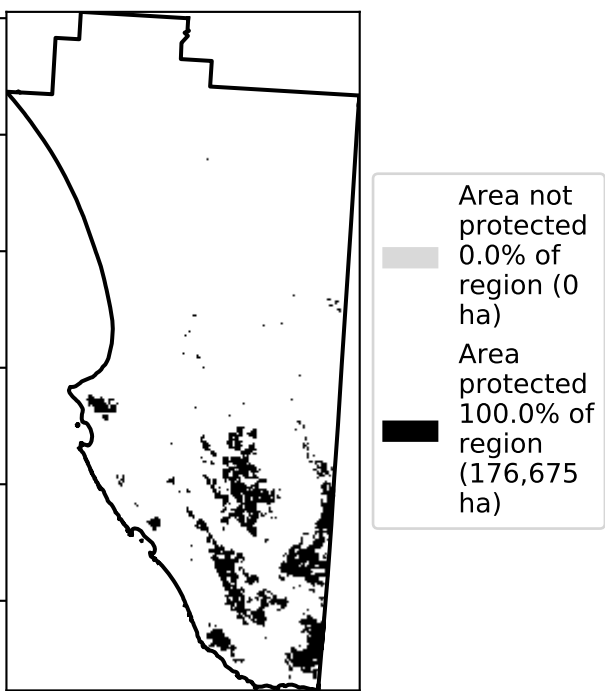 Area not
protected
0.0% of
region (0
ha)
Area
protected
100.0% of
region
(176,675
ha)